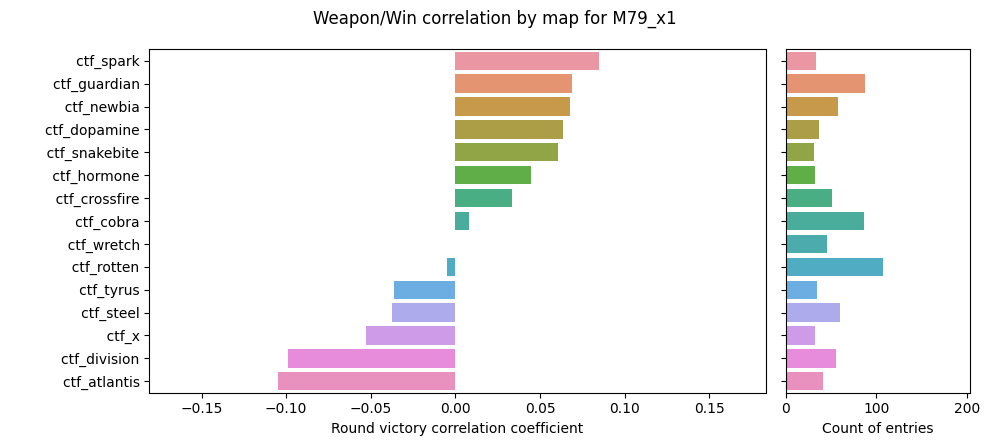 Weapon/Win correlation by map for M79_x1
ctf_spark
ctf_guardian
ctf_newbia
ctf_dopamine
ctf_snakebite
ctf_hormone
ctf_crossfire
ctf_cobra
ctf_wretch
ctf_rotten
ctf_tyrus
ctf_steel
ctf_x
ctf_division
ctf_atlantis
−0.15 −0.10 −0.05 0.00 0.05 0.10 0.15
Round victory correlation coefficient
0 100 200
Count of entries